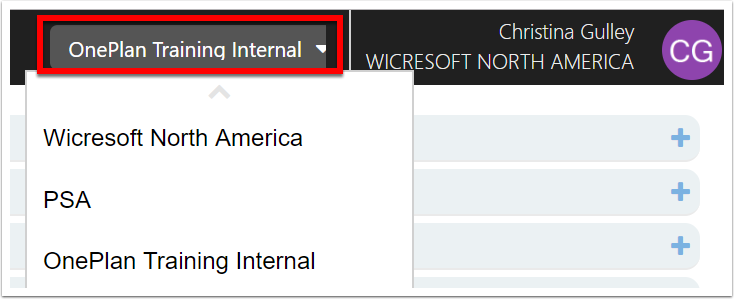 OnePlan Training Internal
Christina Gulley
WICRESOFT NORTH AMERICA
CG
Wicresoft North America
PSA
OnePlan Training Internal